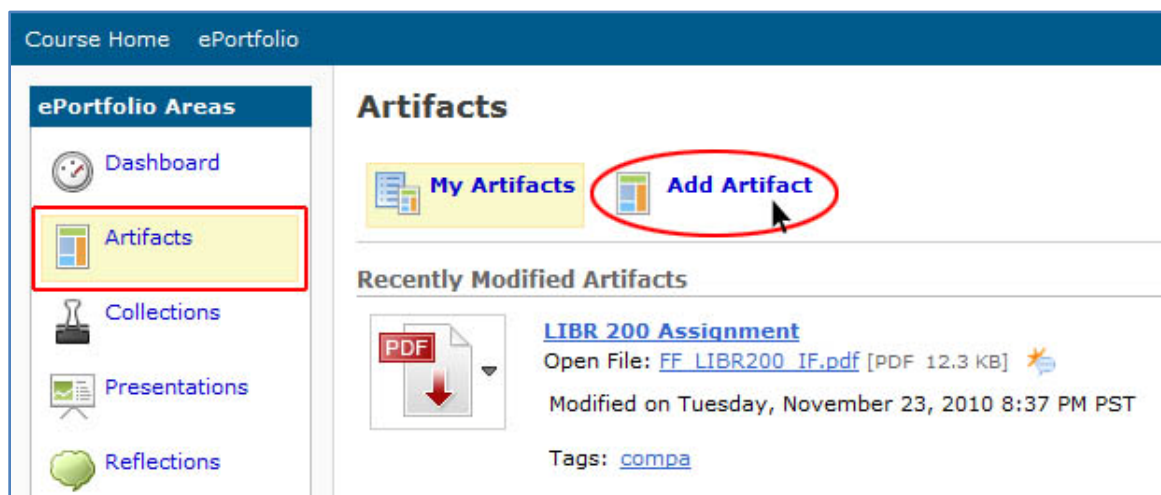 Course Home ePortfolio
ePortfolio Areas
Dashboard
Artifacts
Collections
Presentations
Reflections
Artifacts
My Artifacts
Add Artifact
Recently Modified Artifacts
PDF
LIBR 200 Assignment
Open File: FF_LIBR200_IF.pdf [PDF 12.3 KB]
Modified on Tuesday, November 23, 2010 8:37 PM PST
Tags: compa